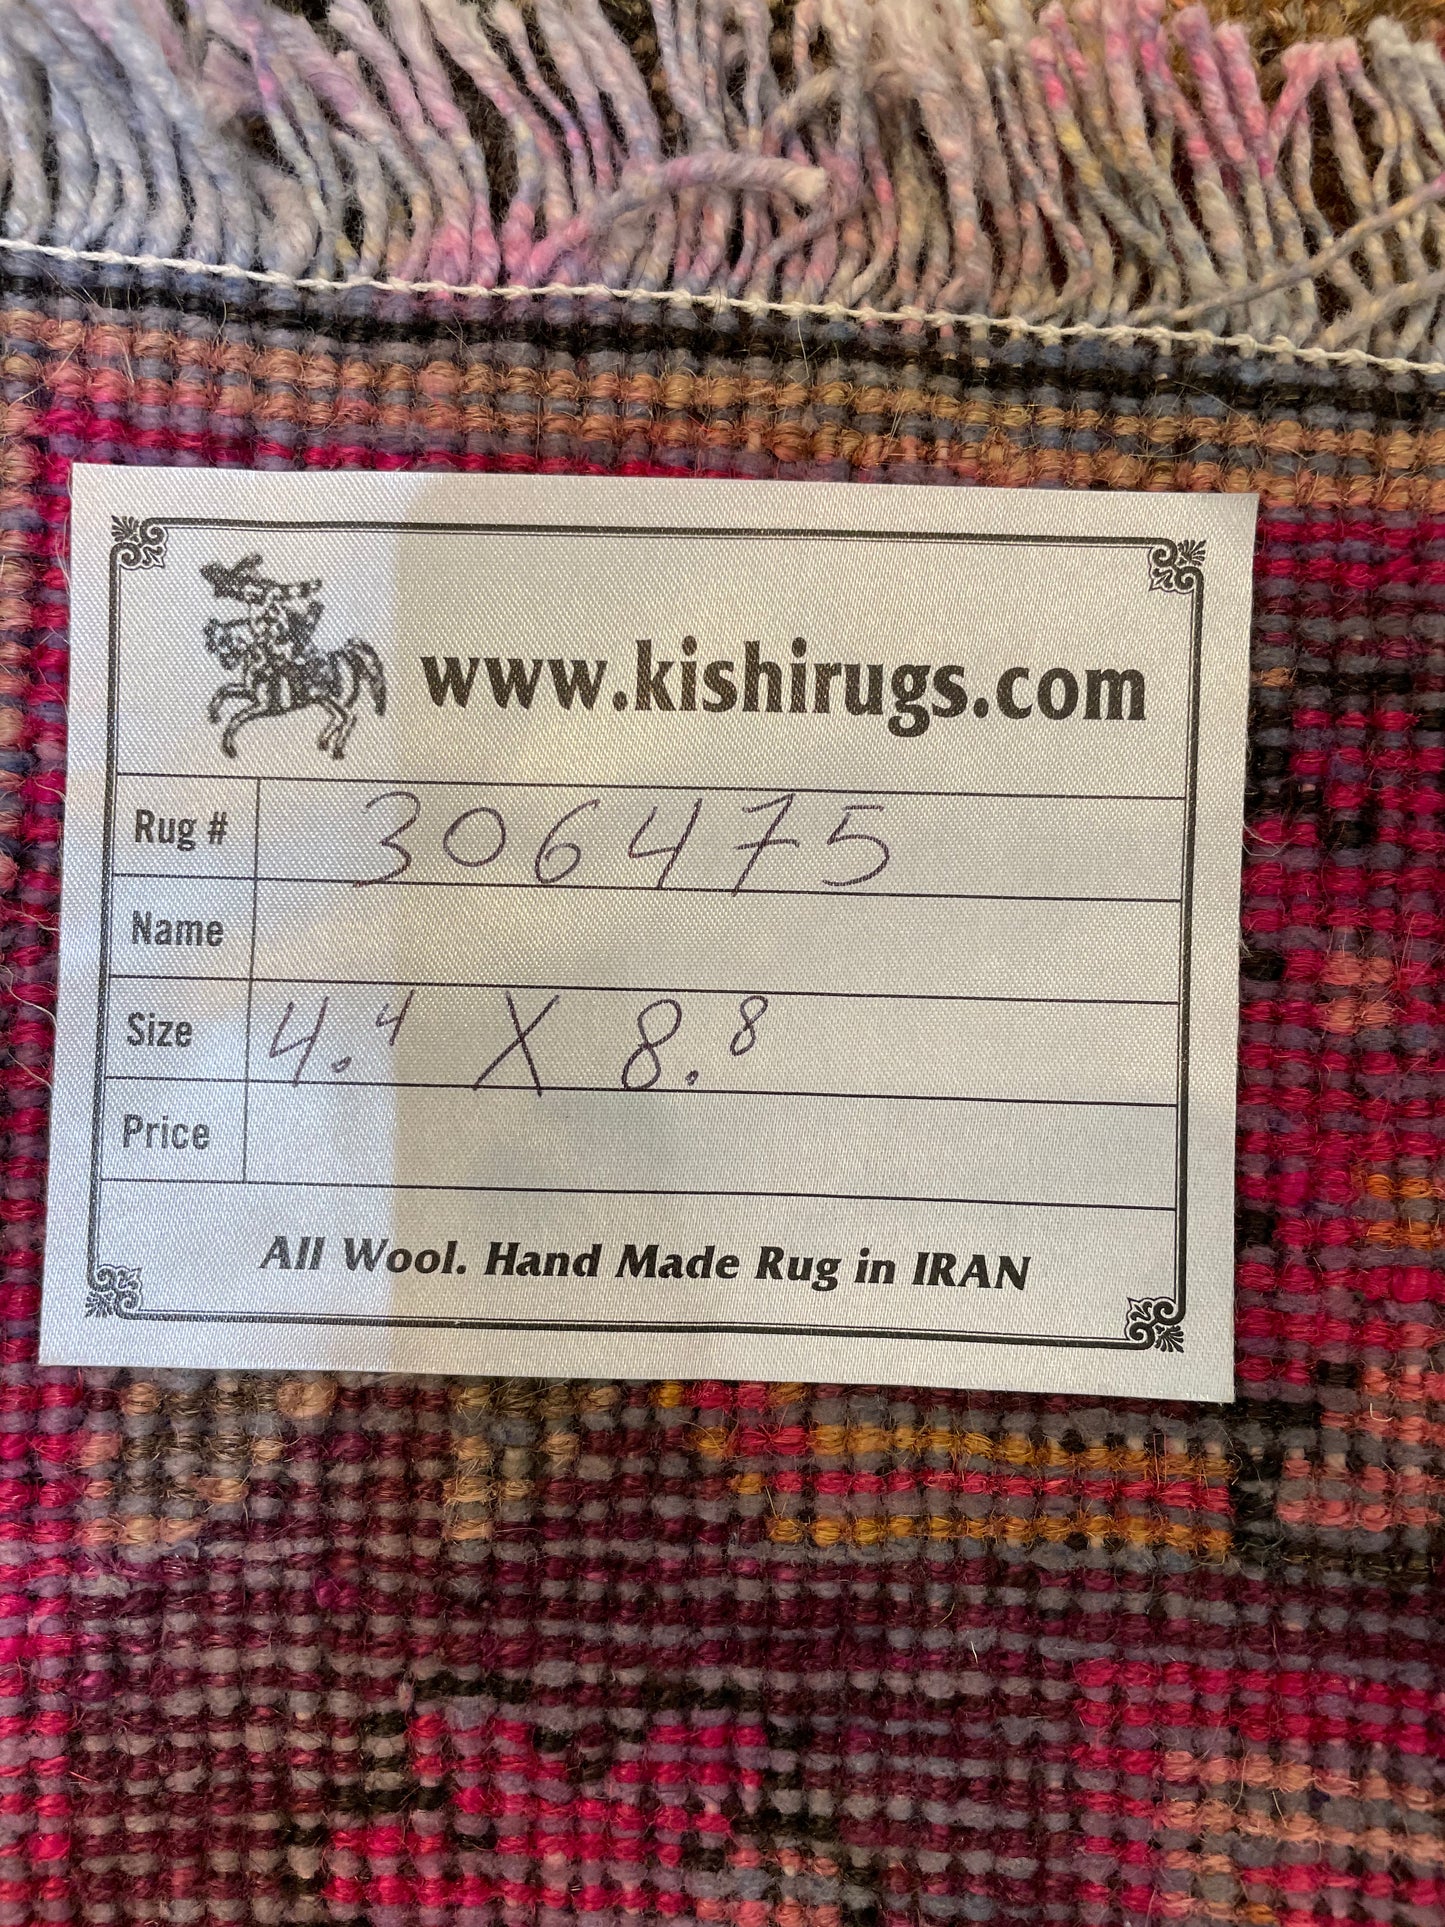 www.kishirugs.com
Rug # 306475
Name
Size 4.4 X 8.8
Price
All Wool. Hand Made Rug in IRAN